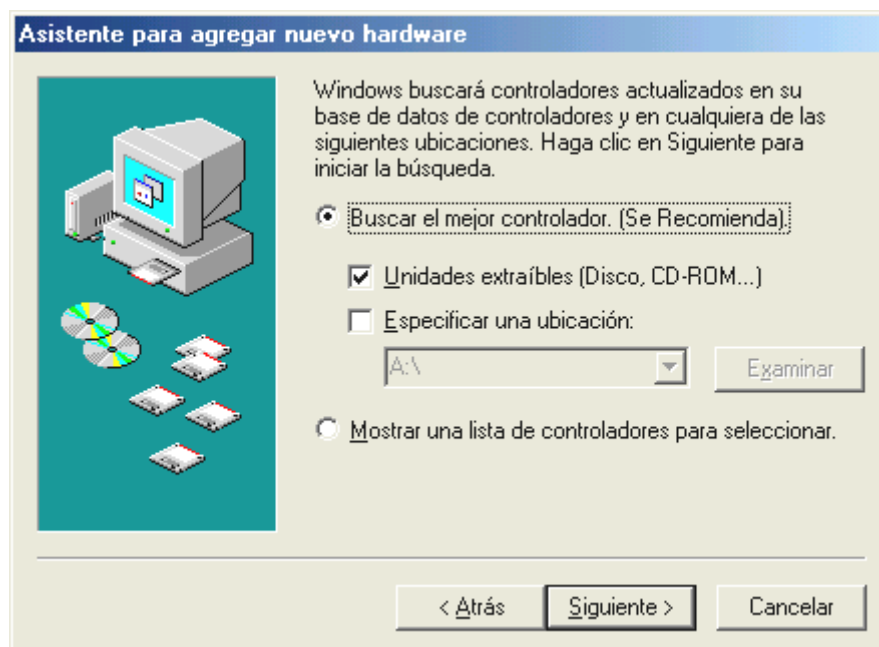 Asistente para agregar nuevo hardware
Windows buscará controladores actualizados en su
base de datos de controladores y en cualquiera de las
siguientes ubicaciones. Haga clic en Siguiente para
iniciar la búsqueda.
Buscar el mejor controlador. (Se Recomienda).
Unidades extraíbles (Disco, CD-ROM...)
Especificar una ubicación:
A:\
Examinar
Mostrar una lista de controladores para seleccionar.
< Atrás
Siguiente >
Cancelar